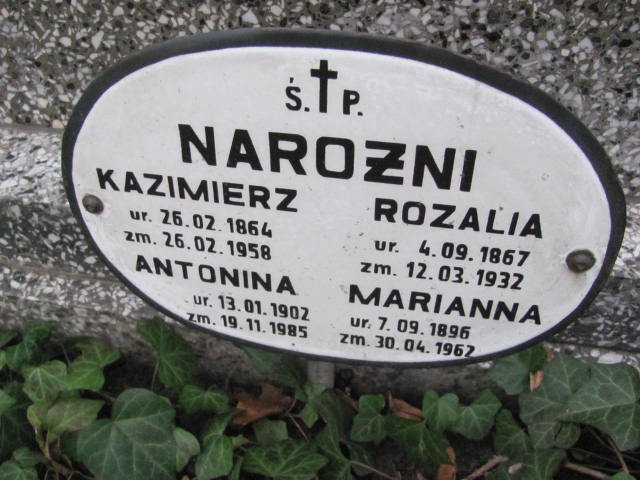 Ś. P.
NAROŻNI
KAZIMIERZ
ur. 26.02.1864
zm. 26.02.1958
ROZALIA
ur. 4.09.1867
zm. 12.03.1932
ANTONINA
ur. 13.01.1902
zm. 19.11.1985
MARIANNA
ur. 7.09.1896
zm. 30.04.1962